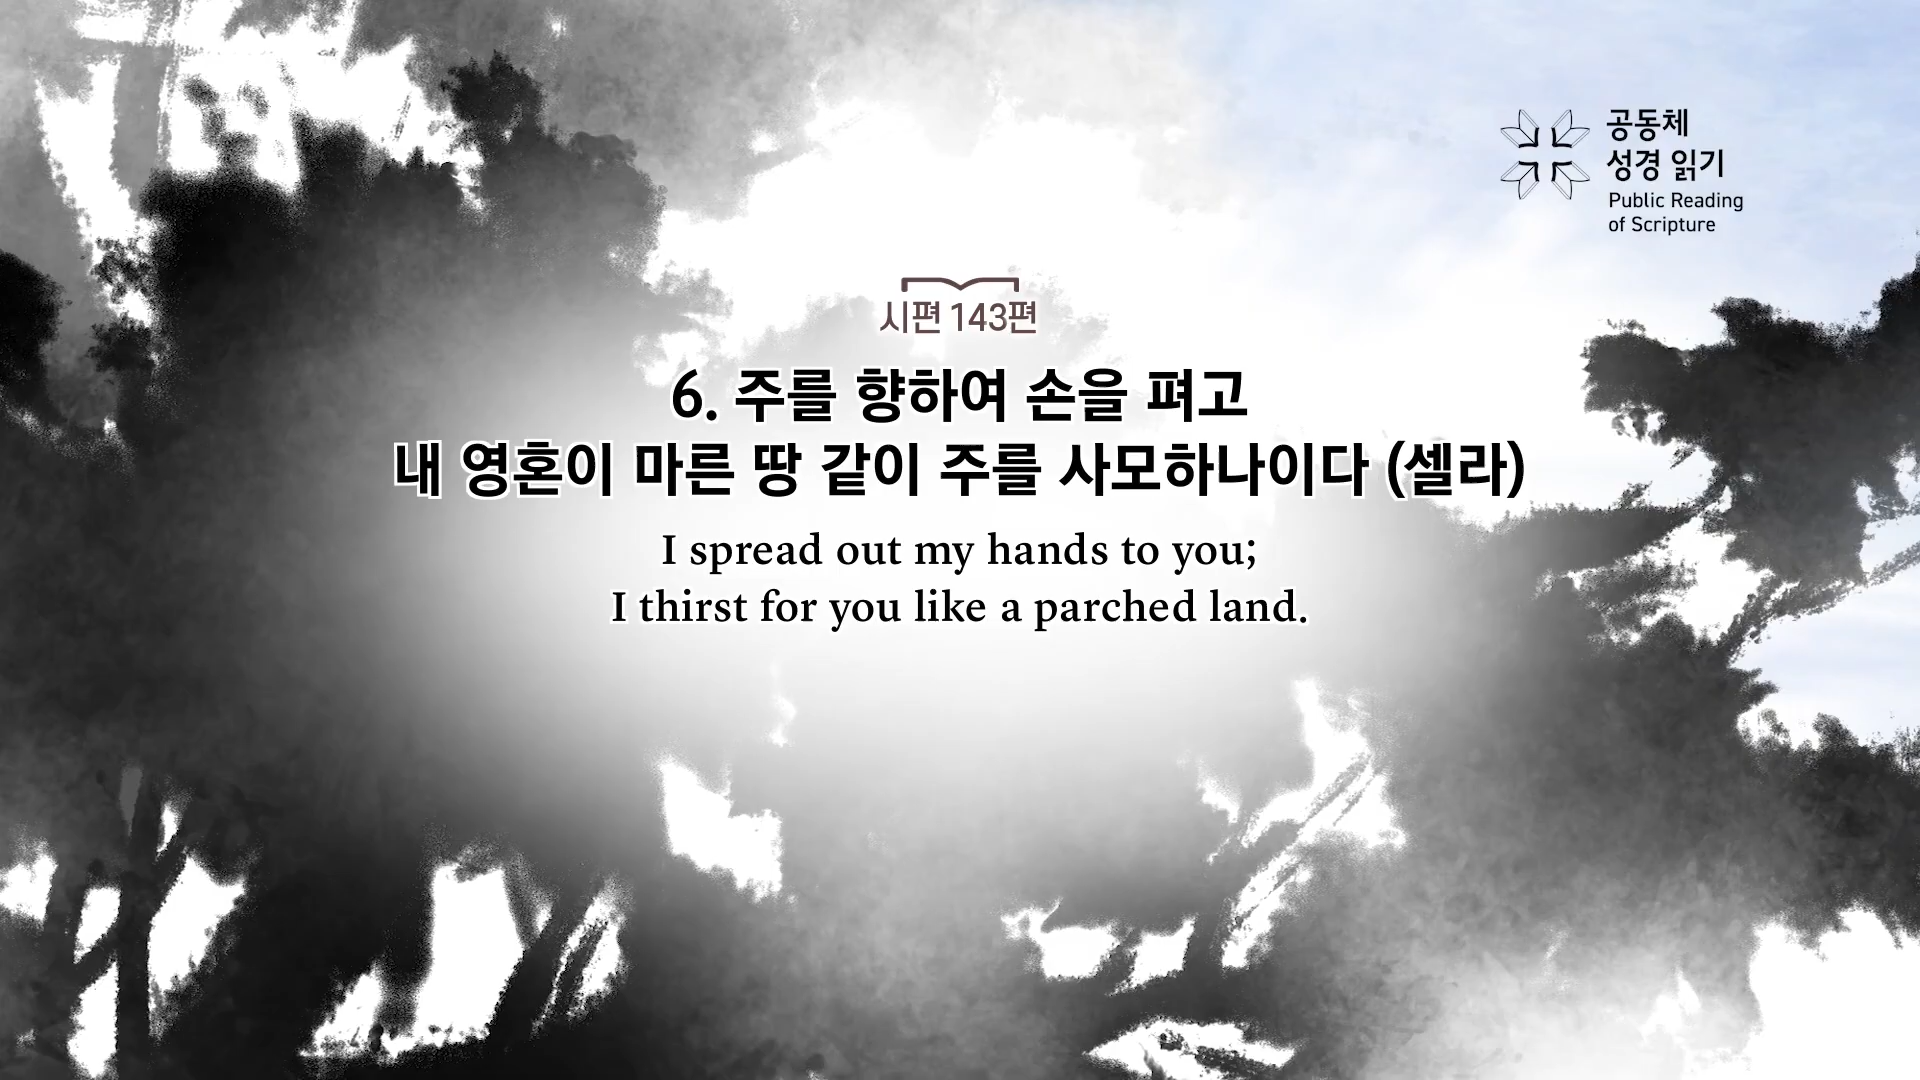 공동체
성경 읽기
Public Reading
of Scripture
시편 143편
6. 주를 향하여 손을 펴고
내 영혼이 마른 땅 같이 주를 사모하나이다 (셀라)
I spread out my hands to you;
I thirst for you like a parched land.